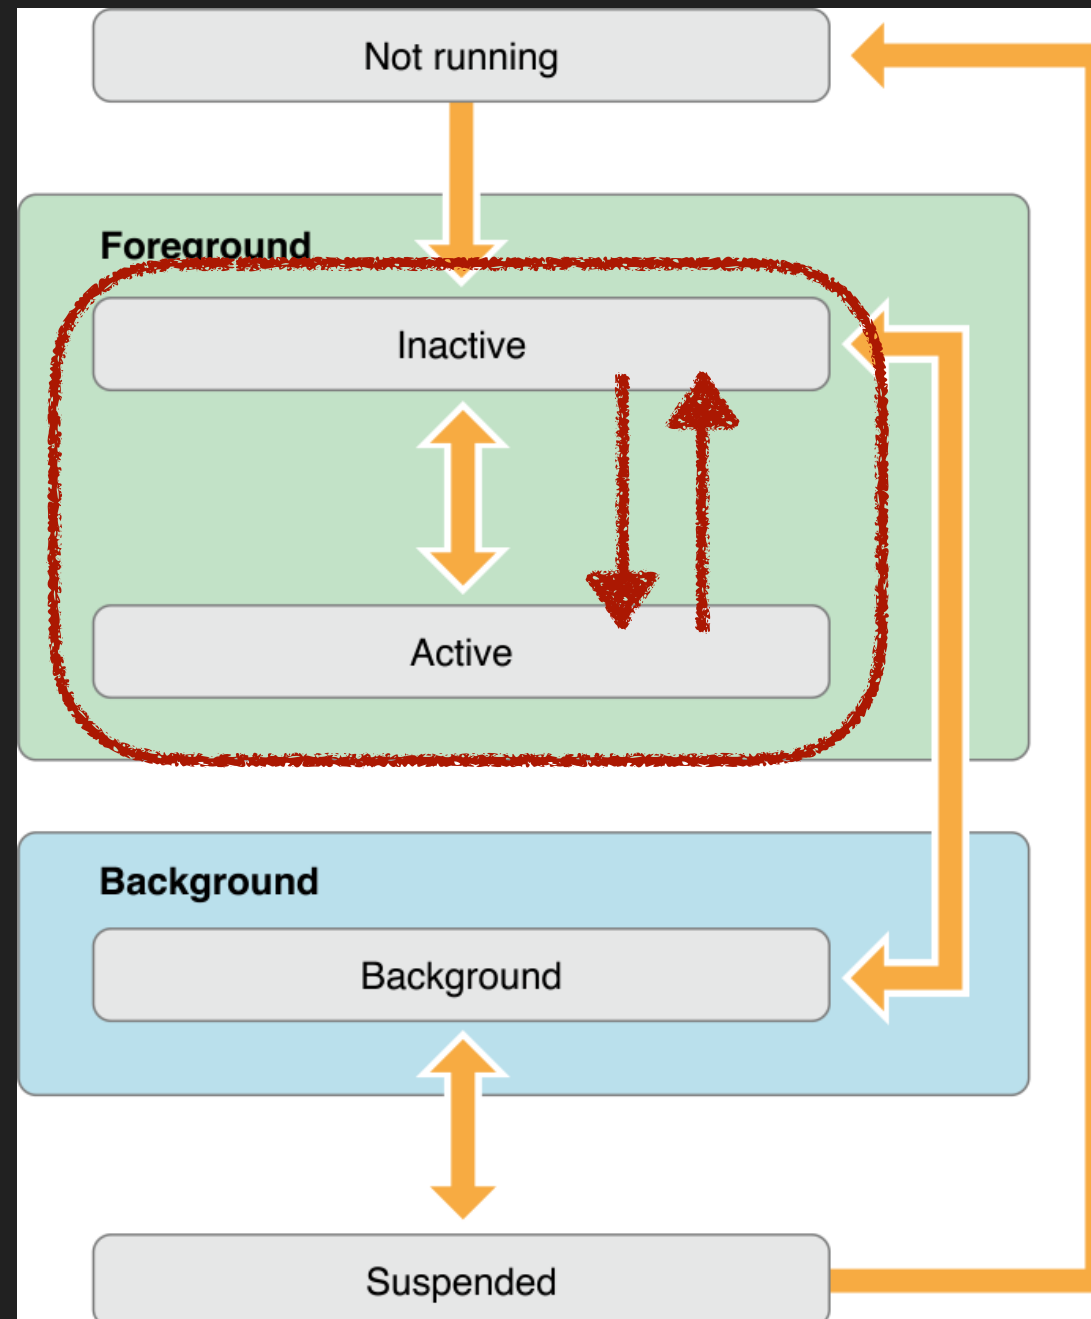 Not running
Foreground
Inactive
Active
Background
Background
Suspended